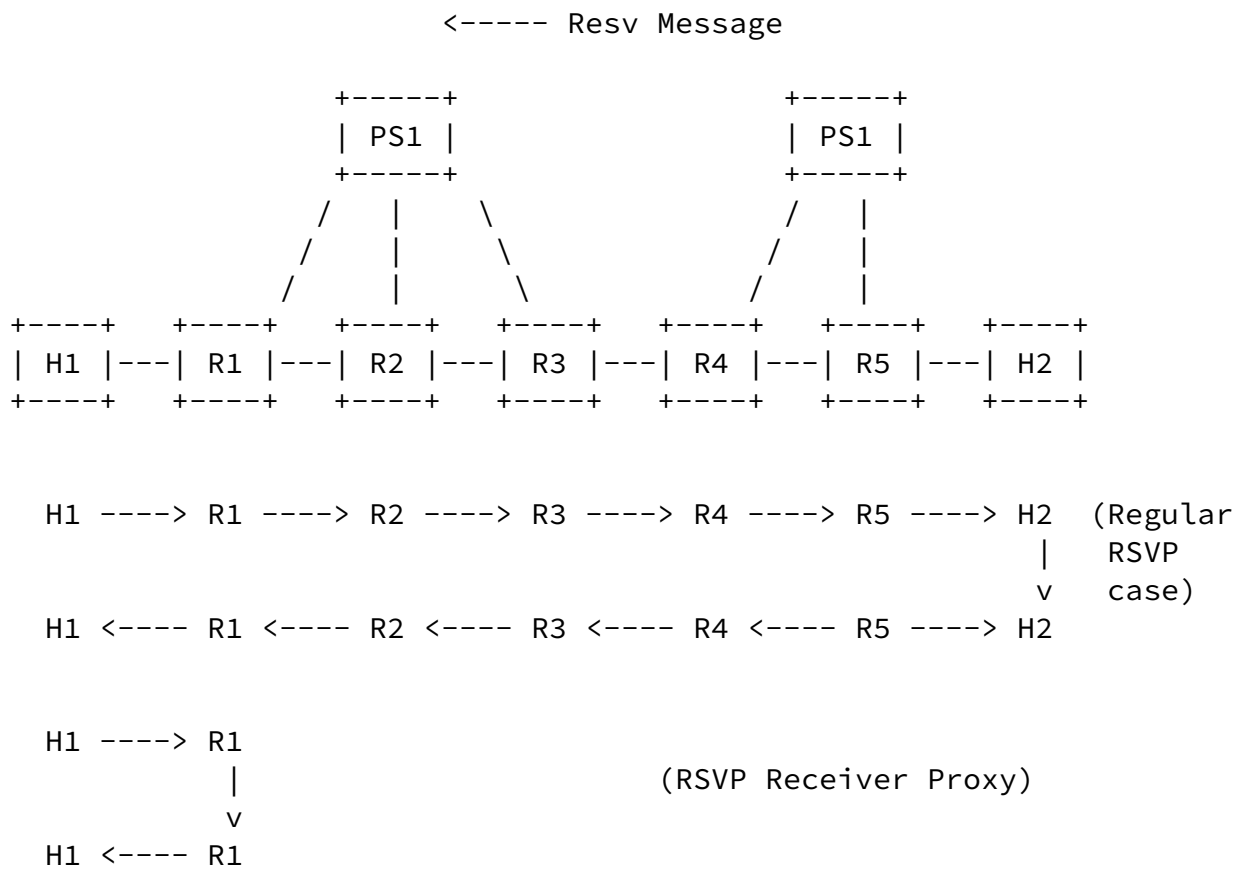 <----- Resv Message
PS1 PS1
H1 R1 R2 R3 R4 R5 H2
H1 ----> R1 ----> R2 ----> R3 ----> R4 ----> R5 ----> H2 (Regular
| RSVP
v case)
H1 <---- R1 <---- R2 <---- R3 <---- R4 <---- R5 ----> H2
H1 ----> R1
| (RSVP Receiver Proxy)
v
H1 <---- R1